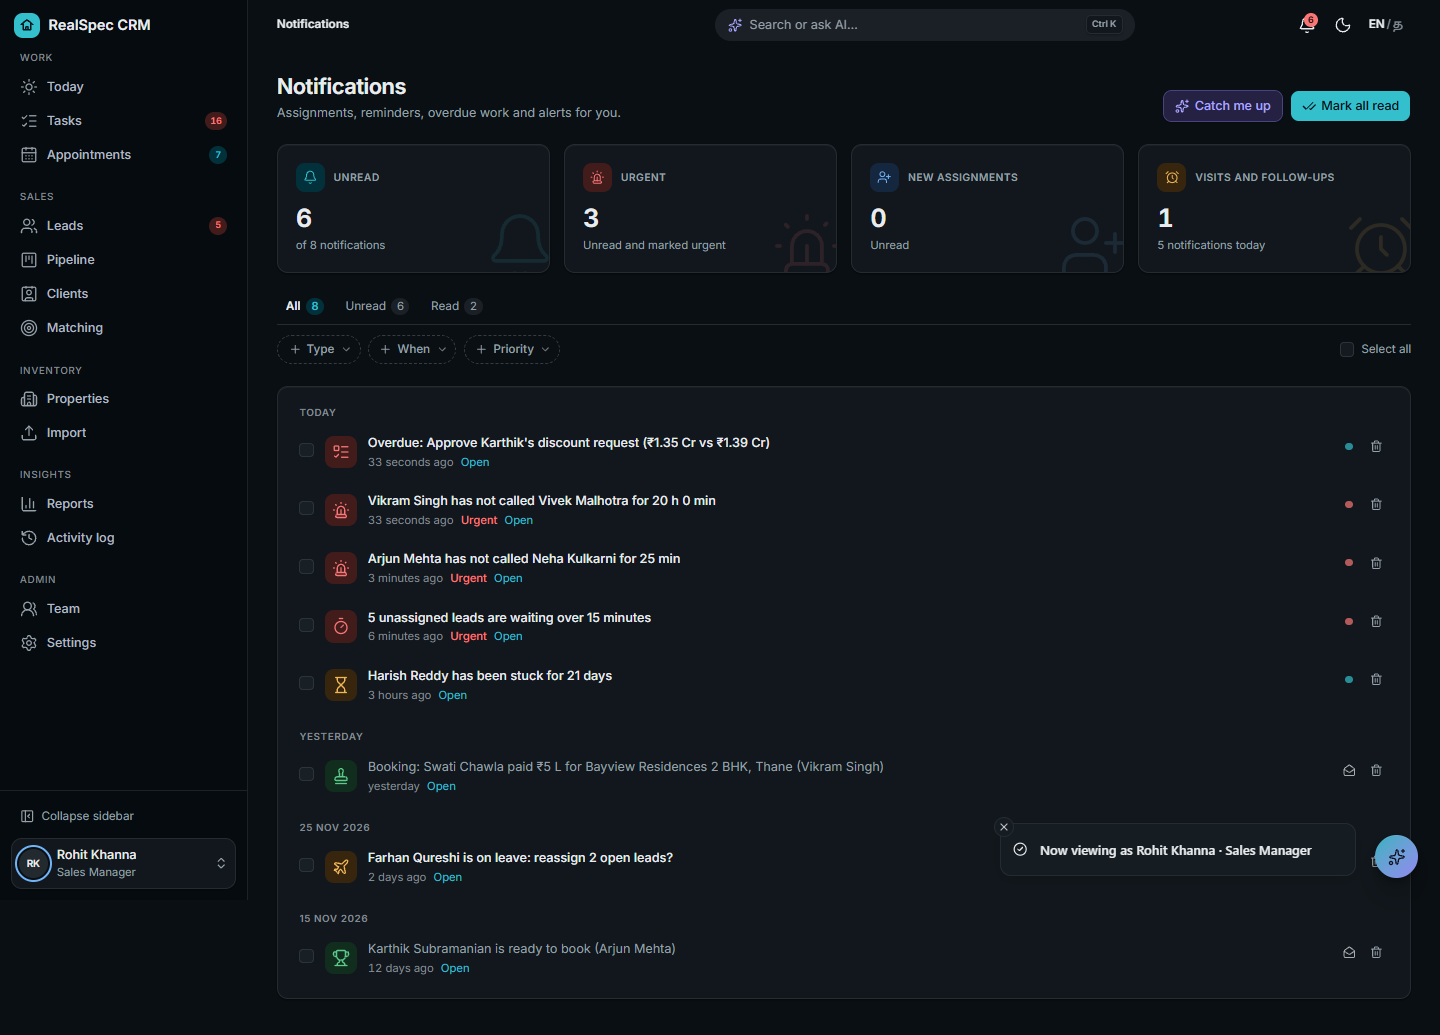 RealSpec CRM
WORK
Today
Tasks 16
Appointments 7
SALES
Leads 5
Pipeline
Clients
Matching
INVENTORY
Properties
Import
INSIGHTS
Reports
Activity log
ADMIN
Team
Settings
Collapse sidebar
RK
Rohit Khanna
Sales Manager
Notifications
Search or ask AI...
Ctrl K
6
EN / த
Notifications
Assignments, reminders, overdue work and alerts for you.
Catch me up
Mark all read
UNREAD
6
of 8 notifications
URGENT
3
Unread and marked urgent
NEW ASSIGNMENTS
0
Unread
VISITS AND FOLLOW-UPS
1
5 notifications today
All 8
Unread 6
Read 2
Type
When
Priority
Select all
TODAY
Overdue: Approve Karthik's discount request (₹1.35 Cr vs ₹1.39 Cr)
33 seconds ago Open
Vikram Singh has not called Vivek Malhotra for 20 h 0 min
33 seconds ago Urgent Open
Arjun Mehta has not called Neha Kulkarni for 25 min
3 minutes ago Urgent Open
5 unassigned leads are waiting over 15 minutes
6 minutes ago Urgent Open
Harish Reddy has been stuck for 21 days
3 hours ago Open
YESTERDAY
Booking: Swati Chawla paid ₹5 L for Bayview Residences 2 BHK, Thane (Vikram Singh)
yesterday Open
25 NOV 2026
Farhan Qureshi is on leave: reassign 2 open leads?
2 days ago Open
Now viewing as Rohit Khanna · Sales Manager
15 NOV 2026
Karthik Subramanian is ready to book (Arjun Mehta)
12 days ago Open